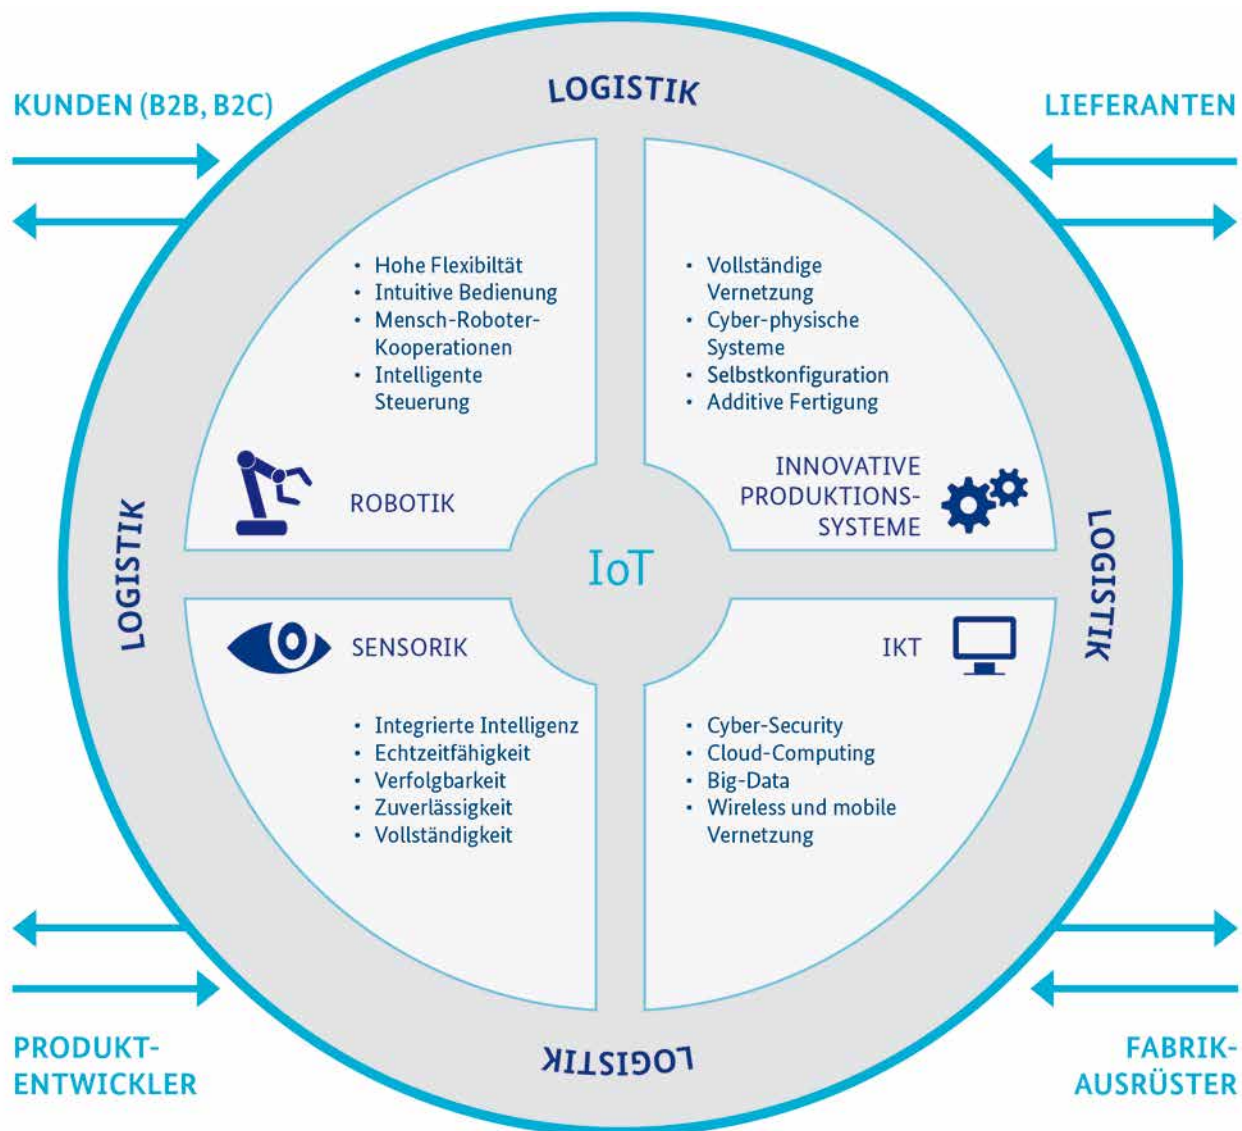 LOGISTIK
KUNDEN (B2B, B2C)
LIEFERANTEN
• Hohe Flexibiltät
• Intuitive Bedienung
• Mensch-Roboter-
Kooperationen
• Intelligente
Steuerung
ROBOTIK
• Vollständige
Vernetzung
• Cyber-physische
Systeme
• Selbstkonfiguration
• Additive Fertigung
INNOVATIVE
PRODUKTIONS-
SYSTEME
LOGISTIK
IoT
LOGISTIK
SENSORIK
• Integrierte Intelligenz
• Echtzeitfähigkeit
• Verfolgbarkeit
• Zuverlässigkeit
• Vollständigkeit
IKT
• Cyber-Security
• Cloud-Computing
• Big-Data
• Wireless und mobile
Vernetzung
PRODUKT-
ENTWICKLER
LOGISTIK
FABRIK-
AUSRÜSTER